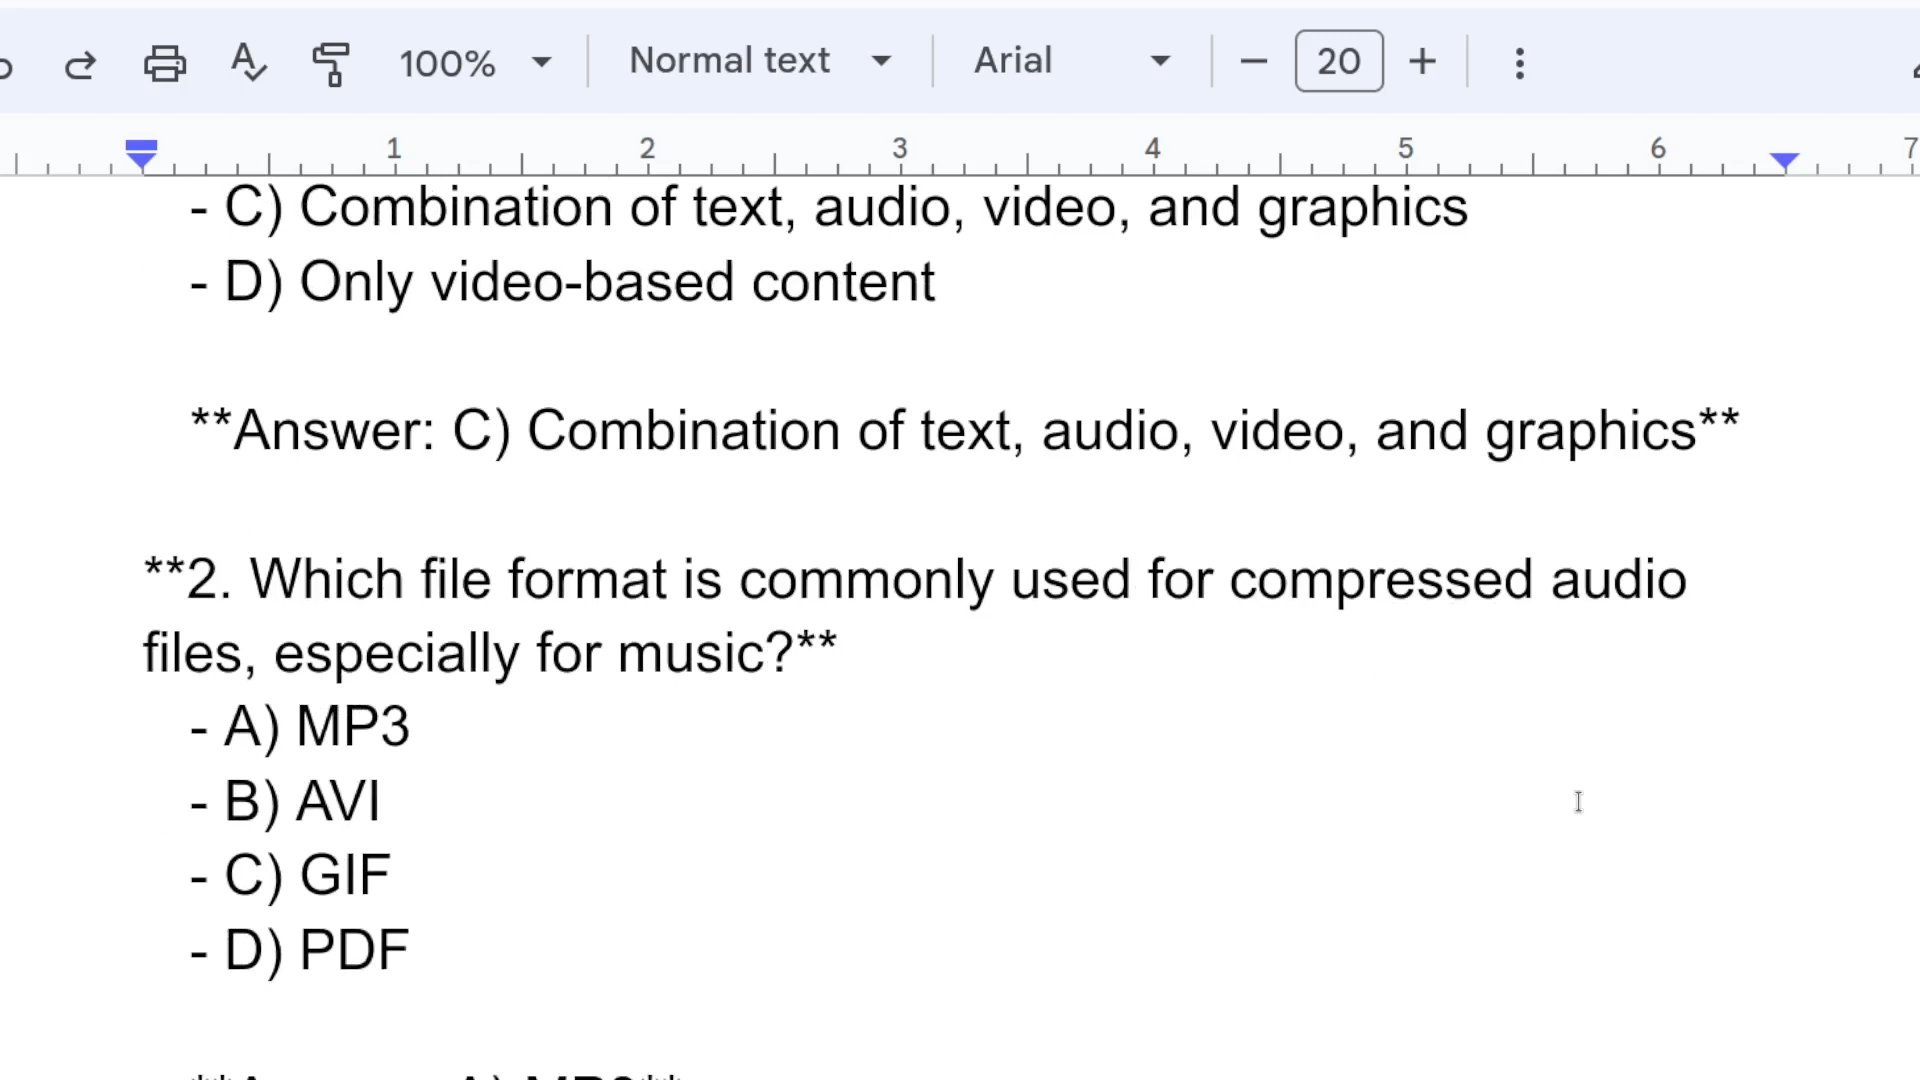 100% Normal text Arial 20
1 2 3 4 5 6 7
- C) Combination of text, audio, video, and graphics
- D) Only video-based content
**Answer: C) Combination of text, audio, video, and graphics**
**2. Which file format is commonly used for compressed audio
files, especially for music?**
- A) MP3
- B) AVI
- C) GIF
- D) PDF